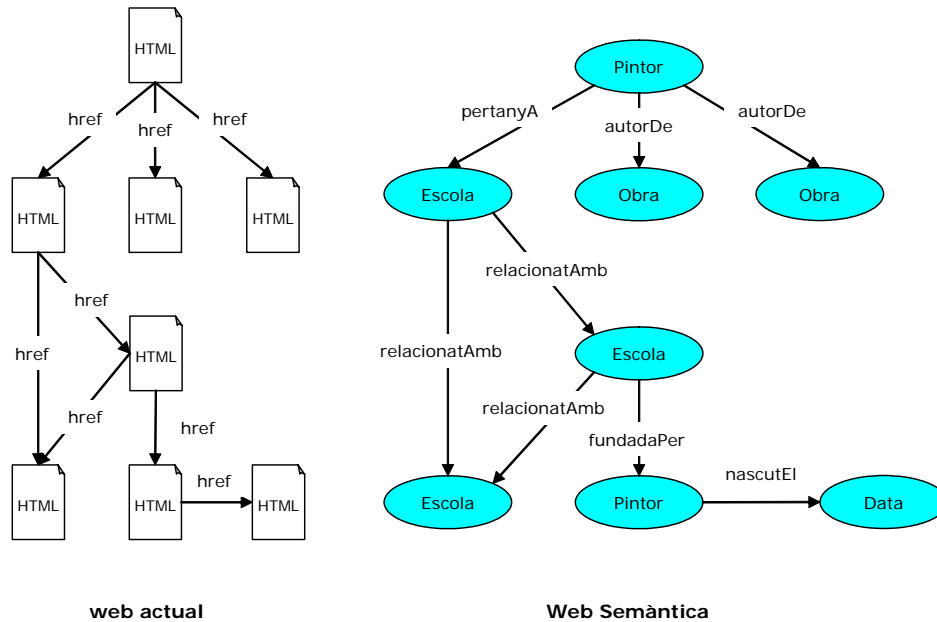 HTML
href
href
href
HTML
HTML
HTML
href
href
HTML
href
href
href
HTML
HTML
HTML
web actual
Pintor
pertanyA
autorDe
autorDe
Escola
Obra
Obra
relacionatAmb
relacionatAmb
Escola
relacionatAmb
fundadaPer
nascutEl
Escola
Pintor
Data
Web Semàntica